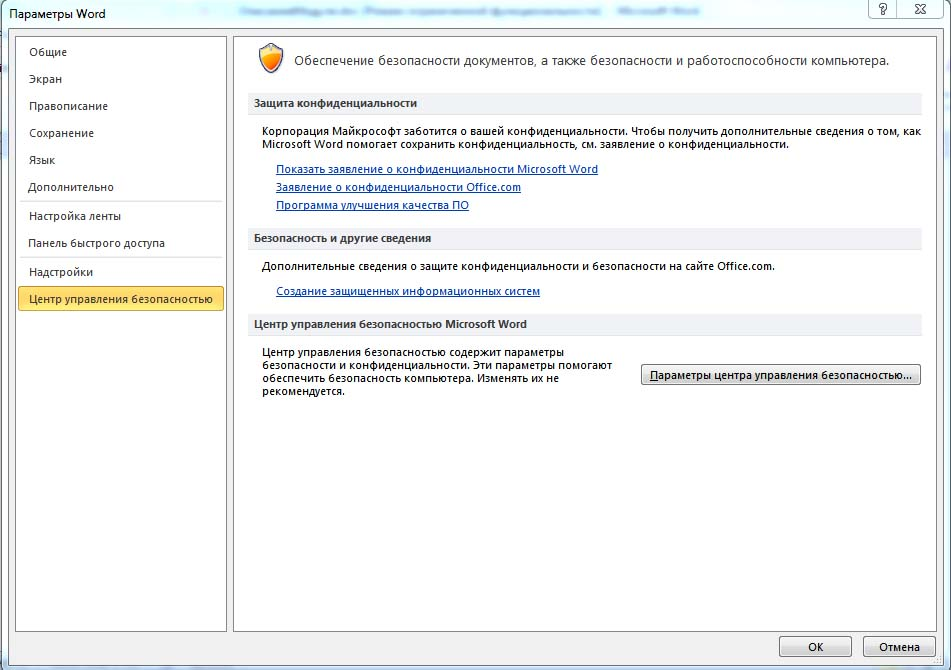 Параметры Word
Microsoft Word
Общие
Экран
Правописание
Сохранение
Язык
Дополнительно
Настройка ленты
Панель быстрого доступа
Надстройки
Центр управления безопасностью
Обеспечение безопасности документов, а также безопасности и работоспособности компьютера.
Защита конфиденциальности
Корпорация Майкрософт заботится о вашей конфиденциальности. Чтобы получить дополнительные сведения о том, как
Microsoft Word помогает сохранить конфиденциальность, см. заявление о конфиденциальности.
Показать заявление о конфиденциальности Microsoft Word
Заявление о конфиденциальности Office.com
Программа улучшения качества ПО
Безопасность и другие сведения
Дополнительные сведения о защите конфиденциальности и безопасности на сайте Office.com.
Создание защищенных информационных систем
Центр управления безопасностью Microsoft Word
Центр управления безопасностью содержит параметры
безопасности и конфиденциальности. Эти параметры помогают
обеспечить безопасность компьютера. Изменять их не
рекомендуется.
Параметры центра управления безопасностью...
ОК
Отмена